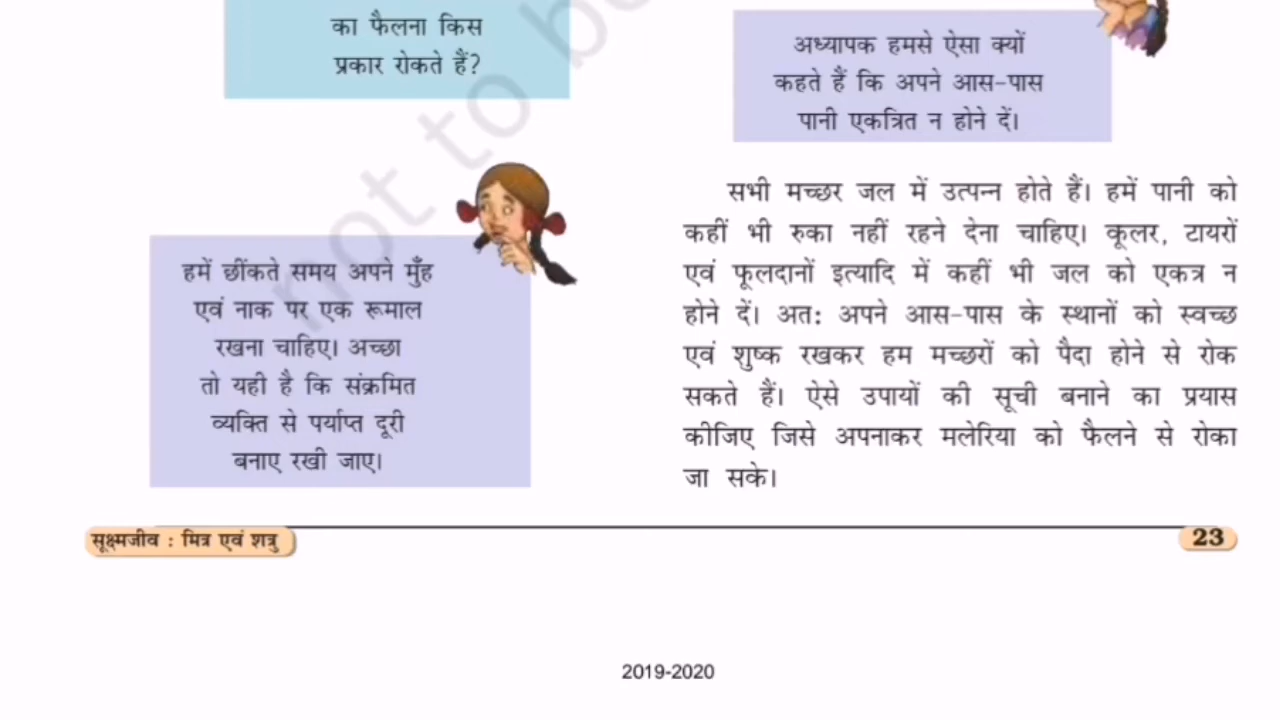 का फैलना किस
प्रकार रोकते हैं?
हमें छींकते समय अपने मुँह
एवं नाक पर एक रूमाल
रखना चाहिए। अच्छा
तो यही है कि संक्रमित
व्यक्ति से पर्याप्त दूरी
बनाए रखी जाए।
अध्यापक हमसे ऐसा क्यों
कहते हैं कि अपने आस-पास
पानी एकत्रित न होने दें।
सभी मच्छर जल में उत्पन्न होते हैं। हमें पानी को
कहीं भी रुका नहीं रहने देना चाहिए। कूलर, टायरों
एवं फूलदानों इत्यादि में कहीं भी जल को एकत्र न
होने दें। अतः अपने आस-पास के स्थानों को स्वच्छ
एवं शुष्क रखकर हम मच्छरों को पैदा होने से रोक
सकते हैं। ऐसे उपायों की सूची बनाने का प्रयास
कीजिए जिसे अपनाकर मलेरिया को फैलने से रोका
जा सके।
not to
सूक्ष्मजीव : मित्र एवं शत्रु
23
2019-2020